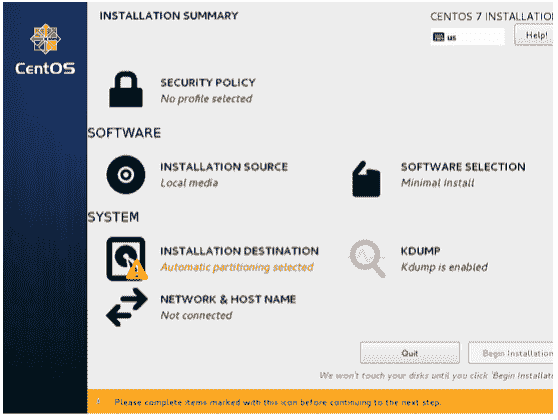 INSTALLATION SUMMARY
CENTOS 7 INSTALLATIO
us
Help!
CentOS
SECURITY POLICY
No profile selected
SOFTWARE
INSTALLATION SOURCE
Local media
SOFTWARE SELECTION
Minimal Install
SYSTEM
INSTALLATION DESTINATION
Automatic partitioning selected
KDUMP
Kdump is enabled
NETWORK & HOST NAME
Not connected
Quit
Begin Installation
We won't touch your disks until you click 'Begin Installat
Please complete items marked with this icon before continuing to the next step.